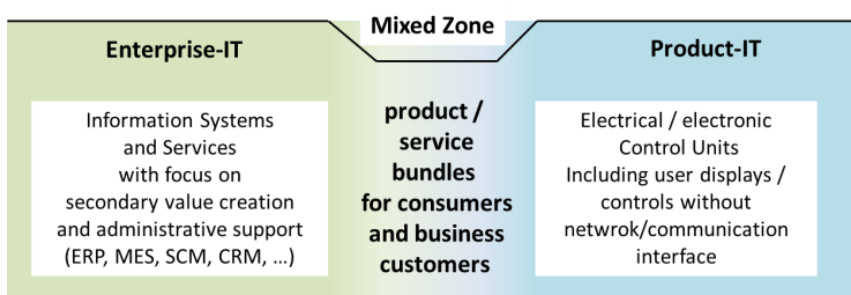 Mixed Zone
Enterprise-IT
Product-IT
Information Systems
and Services
with focus on
secondary value creation
and administrative support
(ERP, MES, SCM, CRM, …)
product /
service
bundles
for consumers
and business
customers
Electrical / electronic
Control Units
Including user displays /
controls without
netwrok/communication
interface